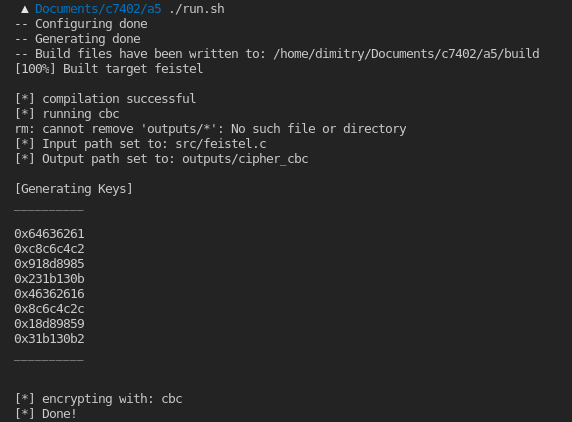 ▲ Documents/c7402/a5 ./run.sh
-- Configuring done
-- Generating done
-- Build files have been written to: /home/dimitry/Documents/c7402/a5/build
[100%] Built target feistel
[*] compilation successful
[*] running cbc
rm: cannot remove 'outputs/*': No such file or directory
[*] Input path set to: src/feistel.c
[*] Output path set to: outputs/cipher_cbc
[Generating Keys]
__________
0x64636261
0xc8c6c4c2
0x918d8985
0x231b130b
0x46362616
0x8c6c4c2c
0x18d89859
0x31b130b2
__________
[*] encrypting with: cbc
[*] Done!